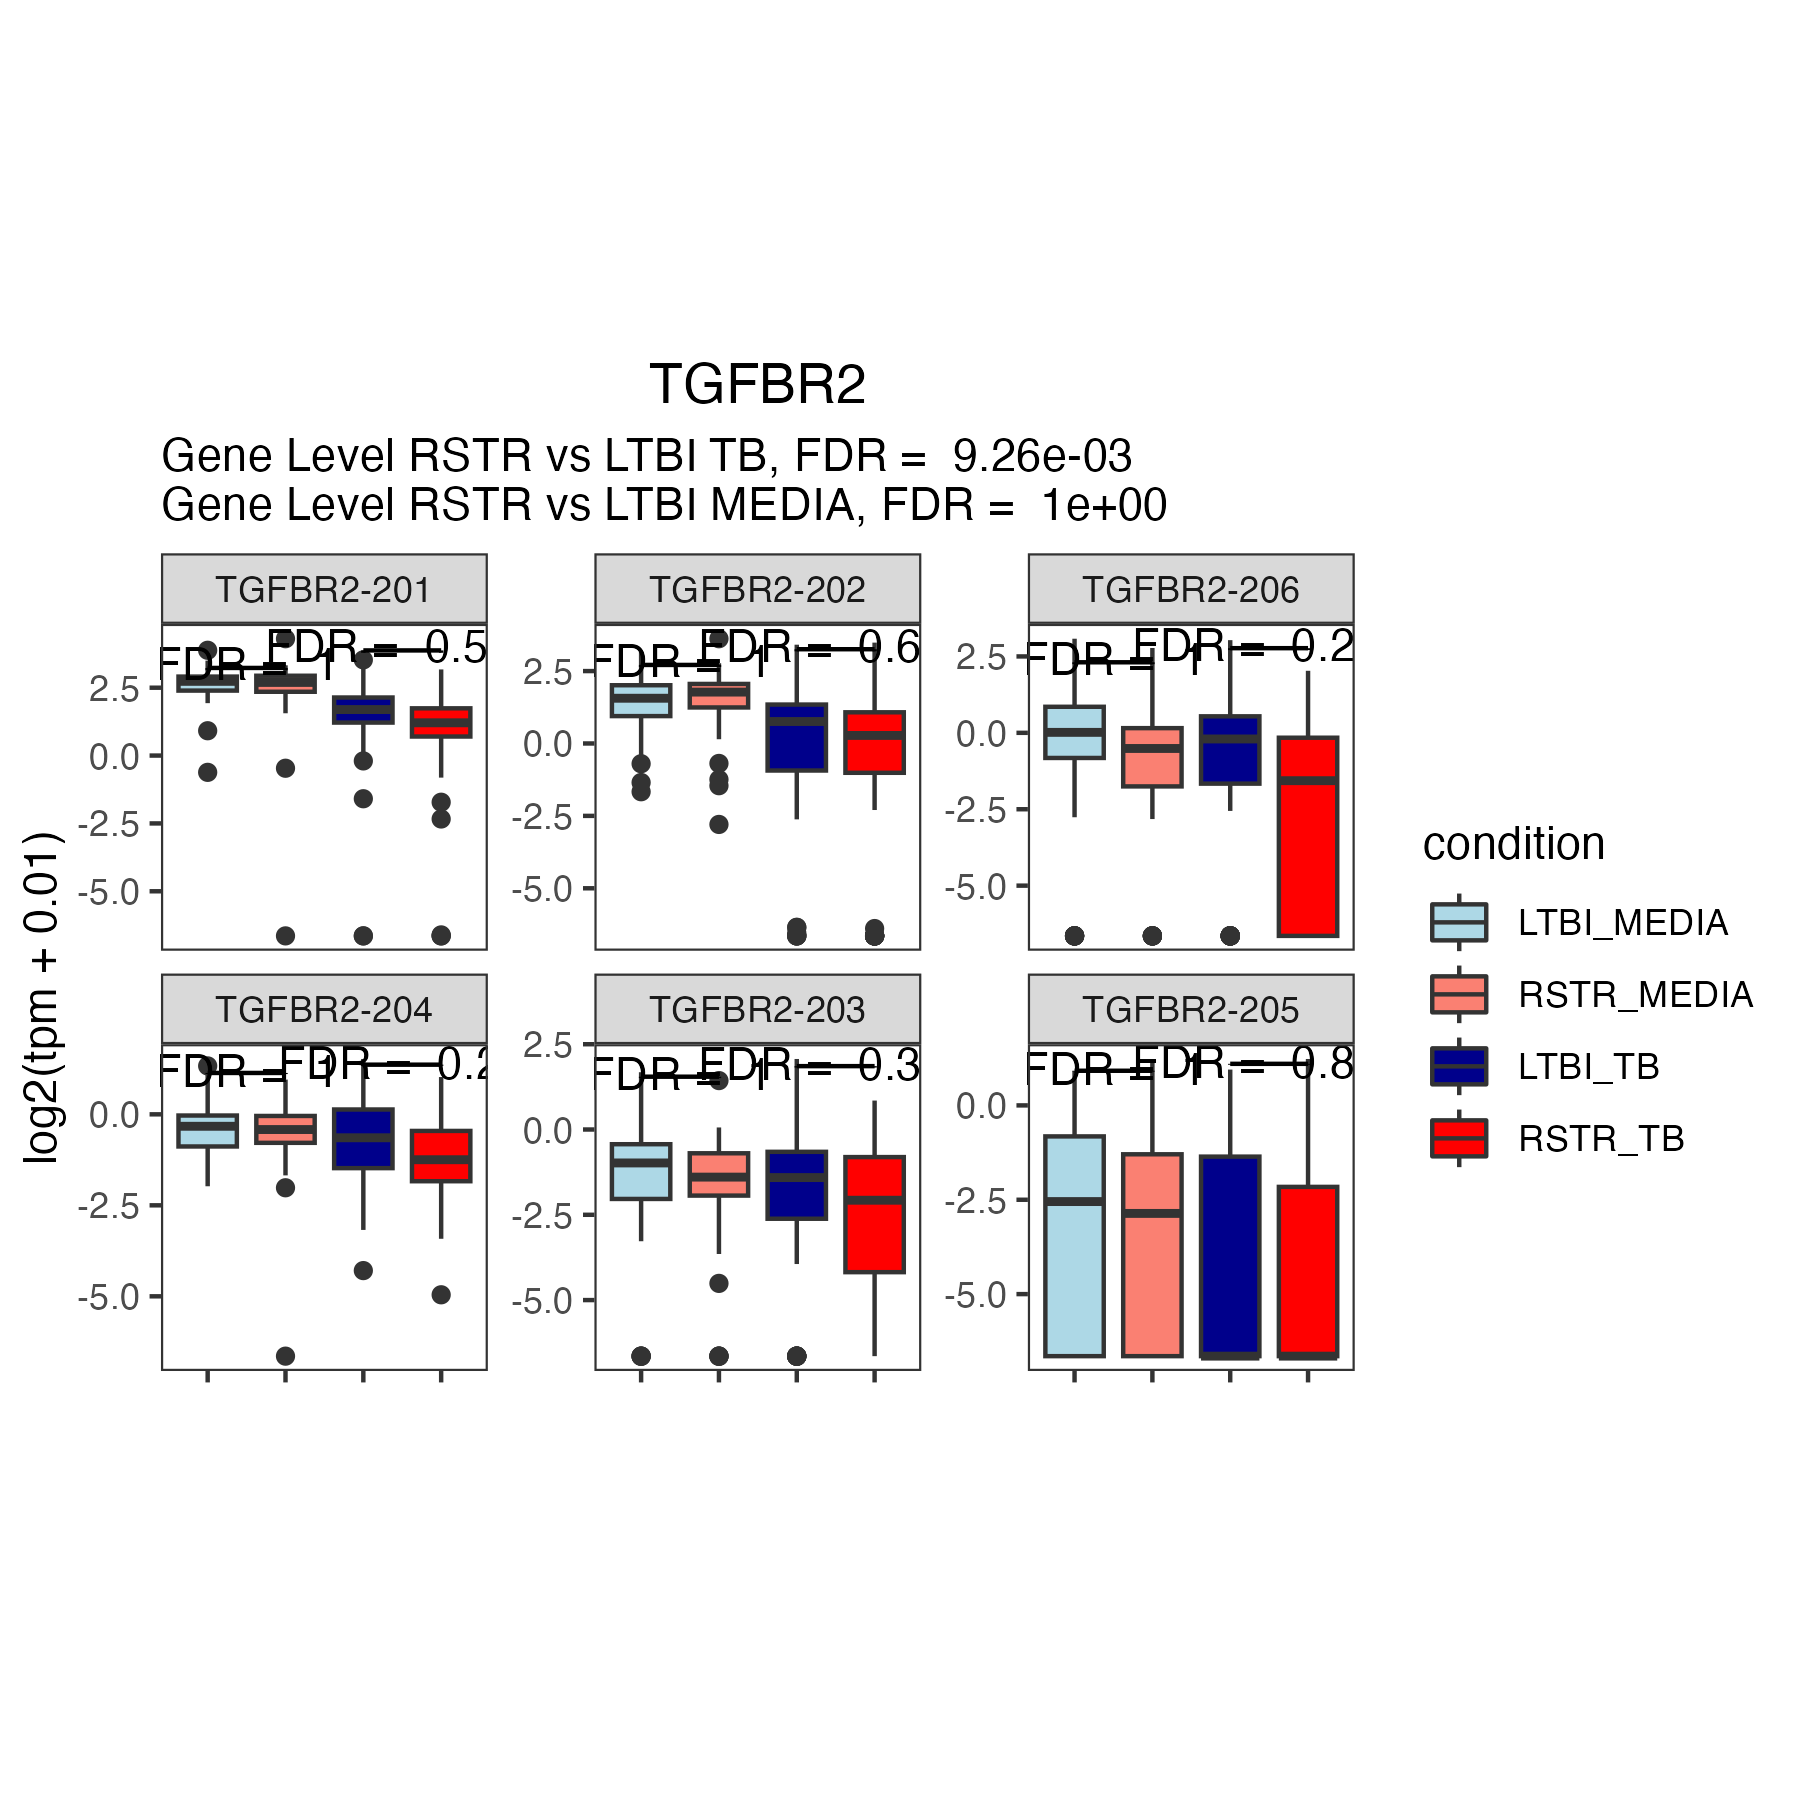 TGFBR2
Gene Level RSTR vs LTBI TB, FDR = 9.26e-03
Gene Level RSTR vs LTBI MEDIA, FDR = 1e+00
TGFBR2-201
TGFBR2-202
TGFBR2-206
FDR = 1
FDR = 0.5
FDR = 1
FDR = 0.6
FDR = 1
FDR = 0.2
2.5
0.0
-2.5
-5.0
2.5
0.0
-2.5
-5.0
2.5
0.0
-2.5
-5.0
TGFBR2-204
TGFBR2-203
TGFBR2-205
FDR = 1
FDR = 0.2
FDR = 1
FDR = 0.3
FDR = 1
FDR = 0.8
0.0
-2.5
-5.0
2.5
0.0
-2.5
-5.0
0.0
-2.5
-5.0
log2(tpm + 0.01)
condition
LTBI_MEDIA
RSTR_MEDIA
LTBI_TB
RSTR_TB